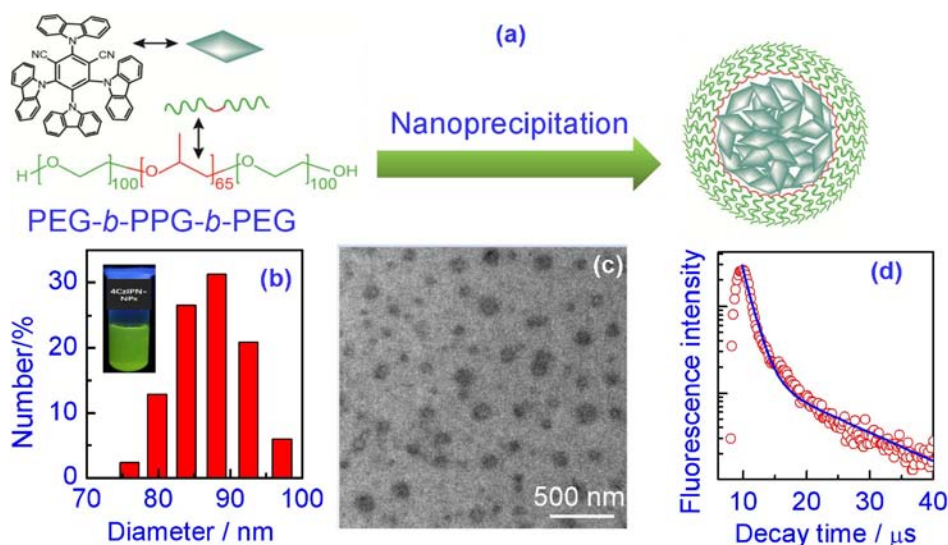 (a)
N
NC
CN
N
N
N
Nanoprecipitation
H
O
100
O
65
O
100
OH
PEG-b-PPG-b-PEG
(b)
4CzIPN-
NPs
Number/%
30
20
10
0
70
80
90
100
Diameter / nm
(c)
500 nm
(d)
Fluorescence intensity
10
20
30
40
Decay time / μs